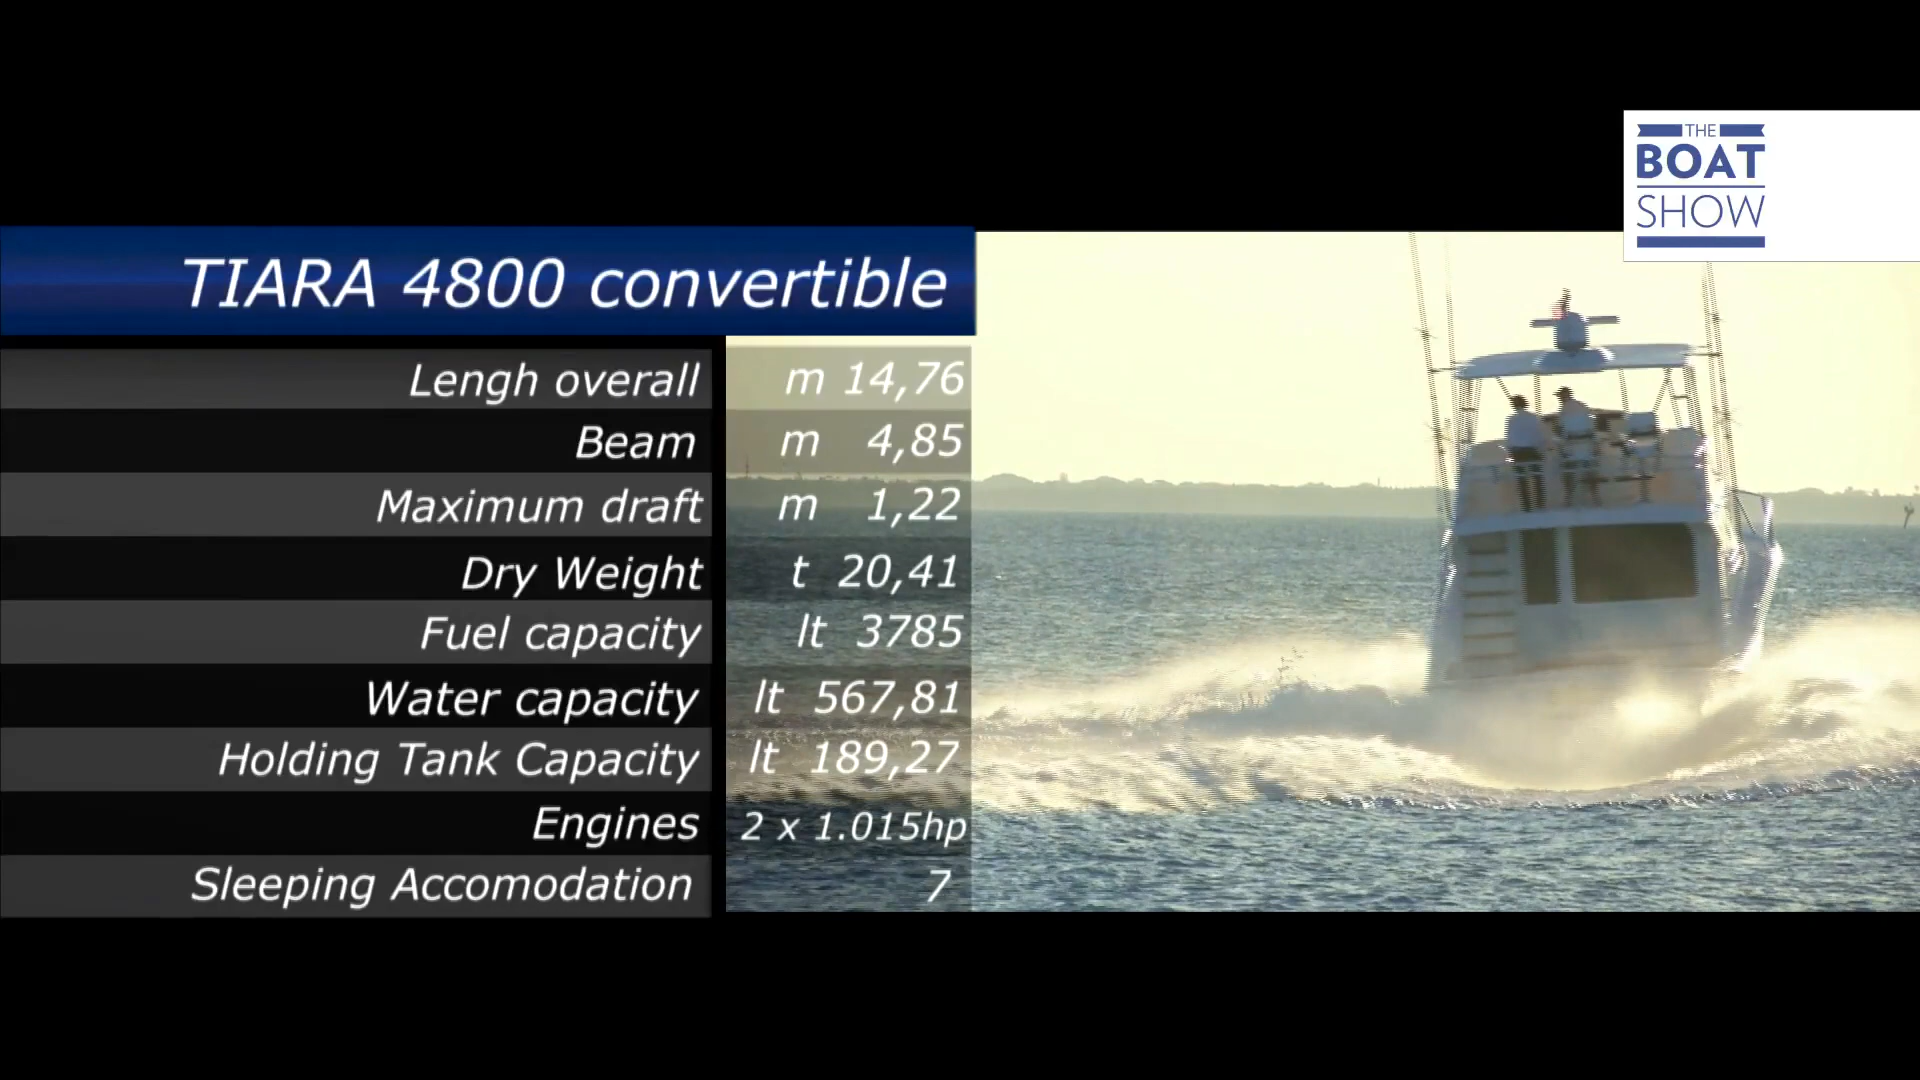 THE
BOAT
SHOW
TIARA 4800 convertible
Lengh overall m 14,76
Beam m 4,85
Maximum draft m 1,22
Dry Weight t 20,41
Fuel capacity lt 3785
Water capacity lt 567,81
Holding Tank Capacity lt 189,27
Engines 2 x 1.015hp
Sleeping Accomodation 7